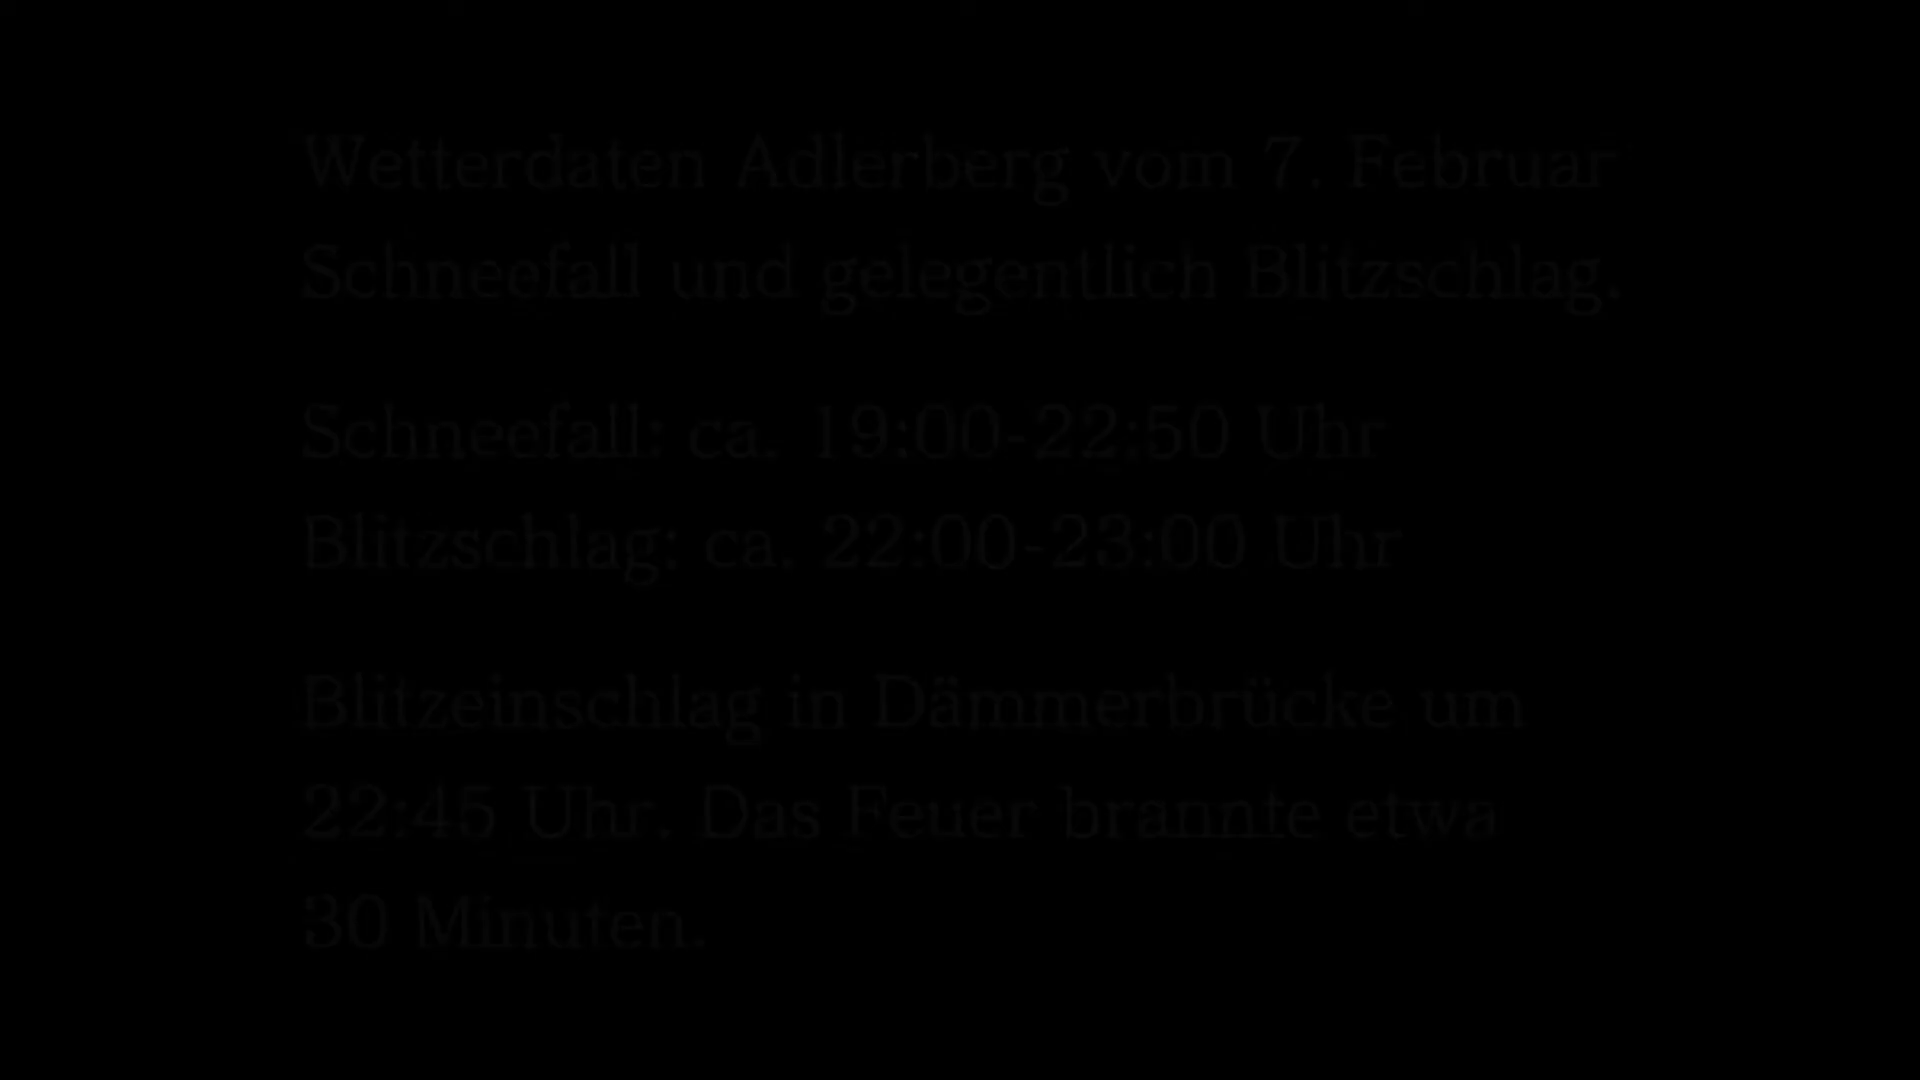 Wetterdaten Adlerberg vom 7. Februar
Schneefall und gelegentlich Blitzschlag.
Schneefall: ca. 19:00-22:50 Uhr
Blitzschlag: ca. 22:00-23:00 Uhr
Blitzeinschlag in Dämmerbrücke um
22:45 Uhr. Das Feuer brannte etwa
30 Minuten.